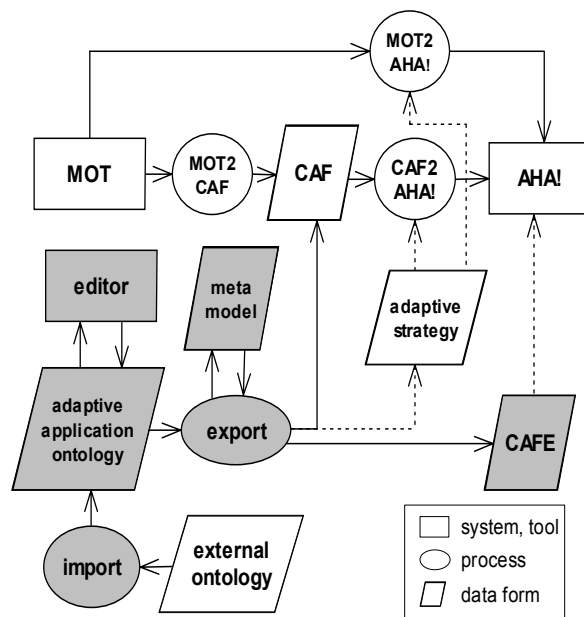 MOT2
AHA!
MOT
MOT2
CAF
CAF
CAF2
AHA!
AHA!
editor
meta
model
adaptive
strategy
adaptive
application
ontology
export
CAFE
import
external
ontology
system, tool
process
data form